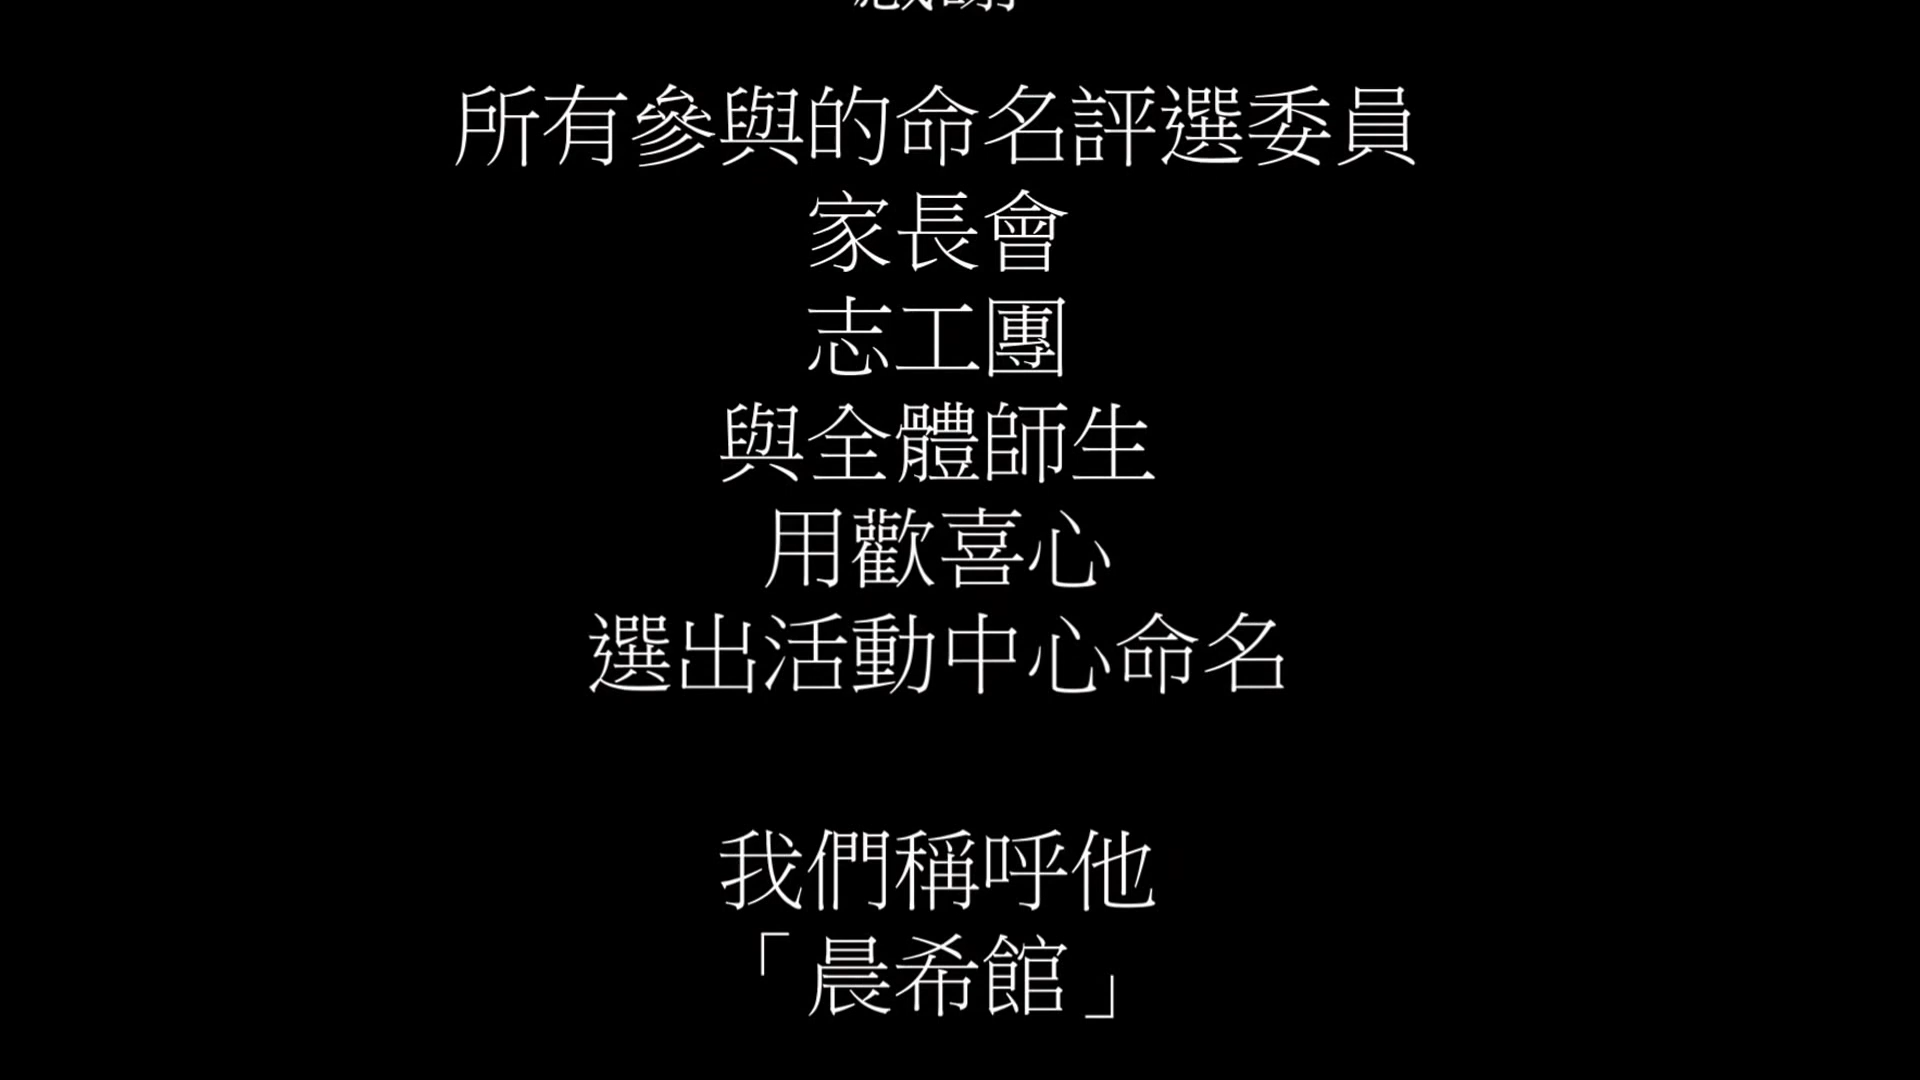 感謝
所有參與的命名評選委員
家長會
志工團
與全體師生
用歡喜心
選出活動中心命名
我們稱呼他
「晨希館」